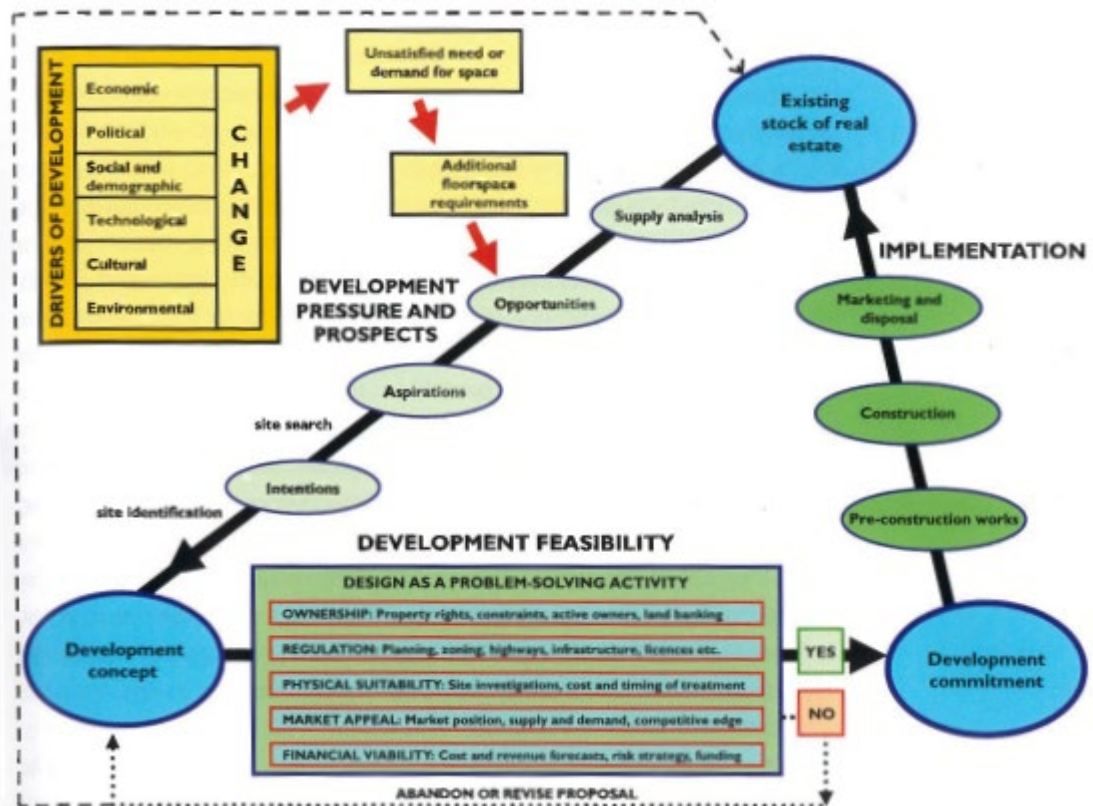 DRIVERS OF DEVELOPMENT
Economic
Political
Social and
demographic
Technological
Cultural
Environmental
CHANGE
Unsatisfied need or
demand for space
Additional
floorspace
requirements
Existing
stock of real
estate
Supply analysis
Opportunities
DEVELOPMENT
PRESSURE AND
PROSPECTS
Aspirations
site search
Intentions
site identification
IMPLEMENTATION
Marketing and
disposal
Construction
Pre-construction works
DEVELOPMENT FEASIBILITY
DESIGN AS A PROBLEM-SOLVING ACTIVITY
OWNERSHIP: Property rights, constraints, active owners, land banking
REGULATION: Planning, zoning, highways, infrastructure, licences etc.
PHYSICAL SUITABILITY: Site investigations, cost and timing of treatment
MARKET APPEAL: Market position, supply and demand, competitive edge
FINANCIAL VIABILITY: Cost and revenue forecasts, risk strategy, funding
Development
concept
YES
NO
Development
commitment
ABANDON OR REVISE PROPOSAL